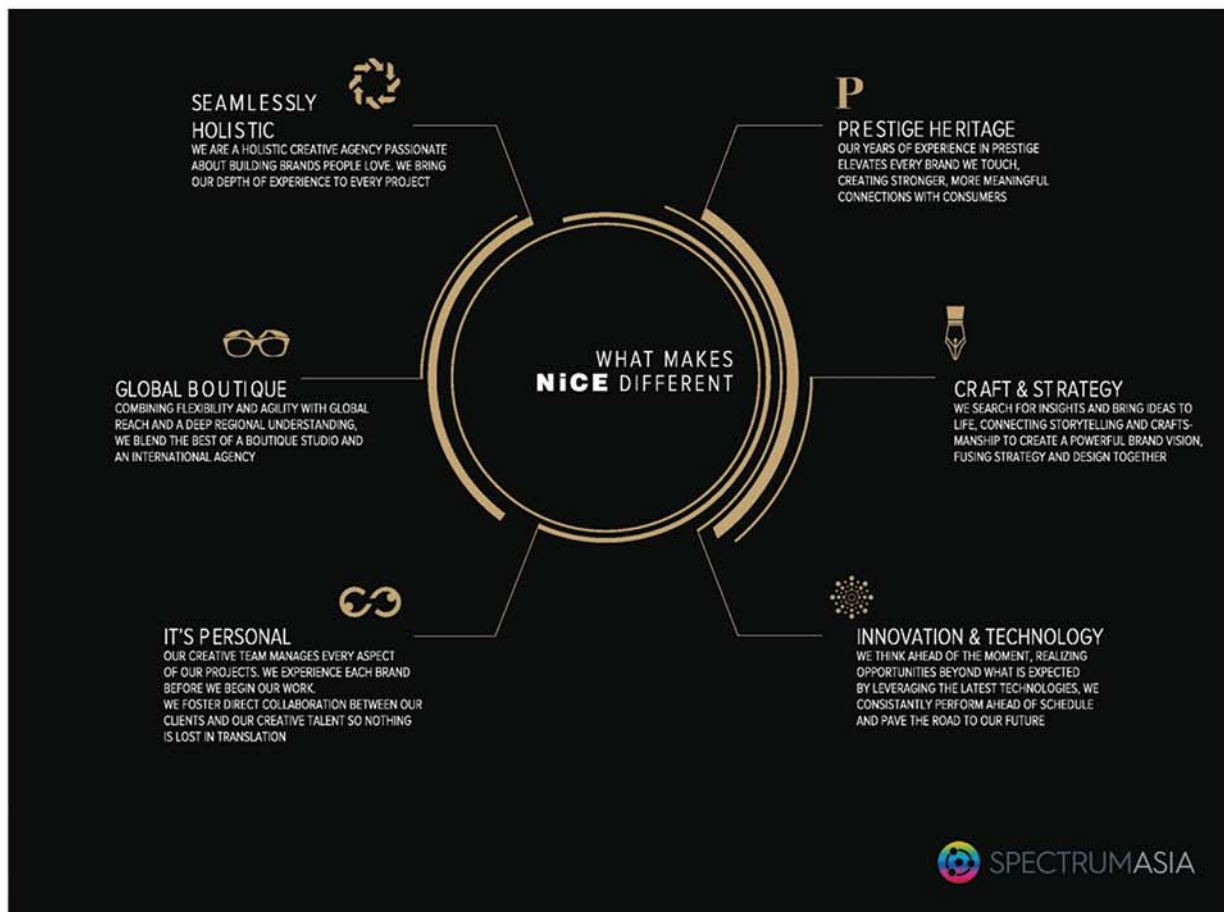 SEAMLESSLY
HOLISTIC
WE ARE A HOLISTIC CREATIVE AGENCY PASSIONATE
ABOUT BUILDING BRANDS PEOPLE LOVE. WE BRING
OUR DEPTH OF EXPERIENCE TO EVERY PROJECT
P
PRESTIGE HERITAGE
OUR YEARS OF EXPERIENCE IN PRESTIGE
ELEVATES EVERY BRAND WE TOUCH,
CREATING STRONGER, MORE MEANINGFUL
CONNECTIONS WITH CONSUMERS
WHAT MAKES
NiCE DIFFERENT
GLOBAL BOUTIQUE
COMBINING FLEXIBILITY AND AGILITY WITH GLOBAL
REACH AND A DEEP REGIONAL UNDERSTANDING,
WE BLEND THE BEST OF A BOUTIQUE STUDIO AND
AN INTERNATIONAL AGENCY
CRAFT & STRATEGY
WE SEARCH FOR INSIGHTS AND BRING IDEAS TO
LIFE, CONNECTING STORYTELLING AND CRAFTS-
MANSHIP TO CREATE A POWERFUL BRAND VISION,
FUSING STRATEGY AND DESIGN TOGETHER
IT'S PERSONAL
OUR CREATIVE TEAM MANAGES EVERY ASPECT
OF OUR PROJECTS. WE EXPERIENCE EACH BRAND
BEFORE WE BEGIN OUR WORK.
WE FOSTER DIRECT COLLABORATION BETWEEN OUR
CLIENTS AND OUR CREATIVE TALENT SO NOTHING
IS LOST IN TRANSLATION
INNOVATION & TECHNOLOGY
WE THINK AHEAD OF THE MOMENT, REALIZING
OPPORTUNITIES BEYOND WHAT IS EXPECTED
BY LEVERAGING THE LATEST TECHNOLOGIES, WE
CONSISTANTLY PERFORM AHEAD OF SCHEDULE
AND PAVE THE ROAD TO OUR FUTURE
SPECTRUMASIA